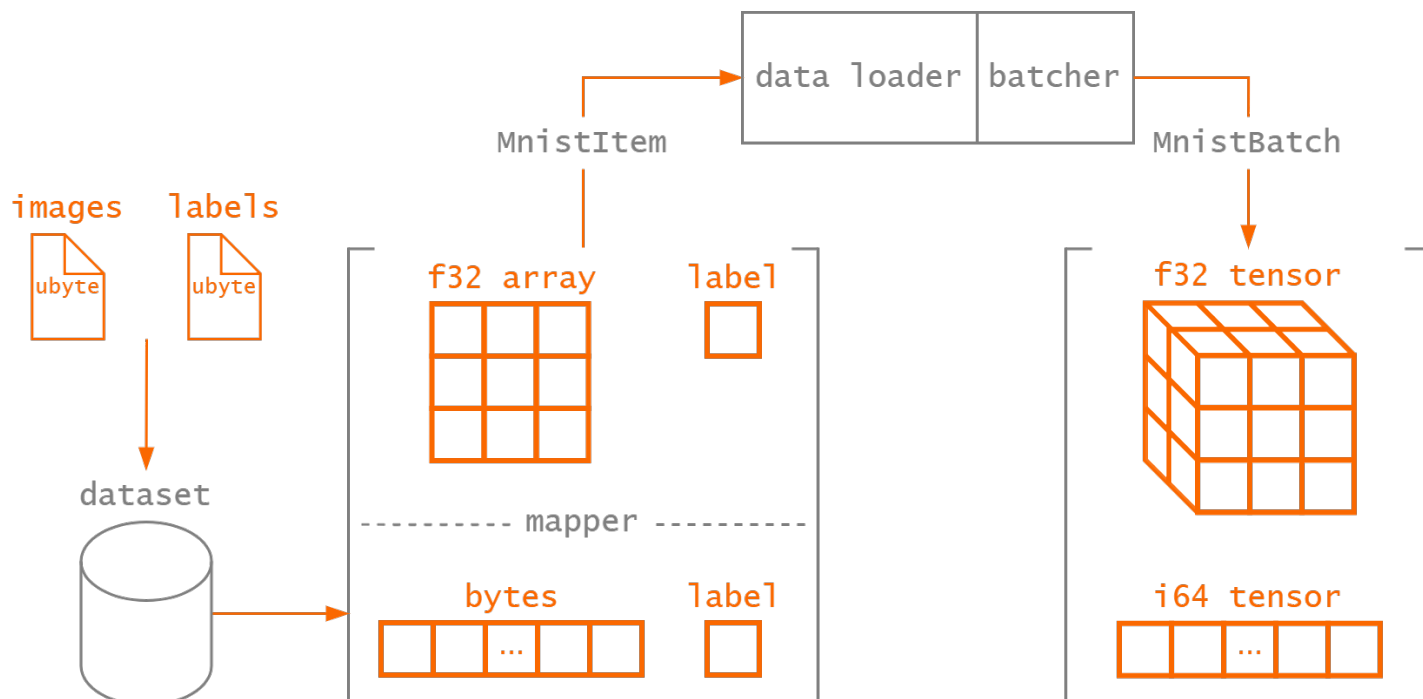 data loader
batcher
MnistItem
MnistBatch
images
labels
ubyte
ubyte
f32 array
label
f32 tensor
dataset
mapper
bytes
label
i64 tensor
...
...